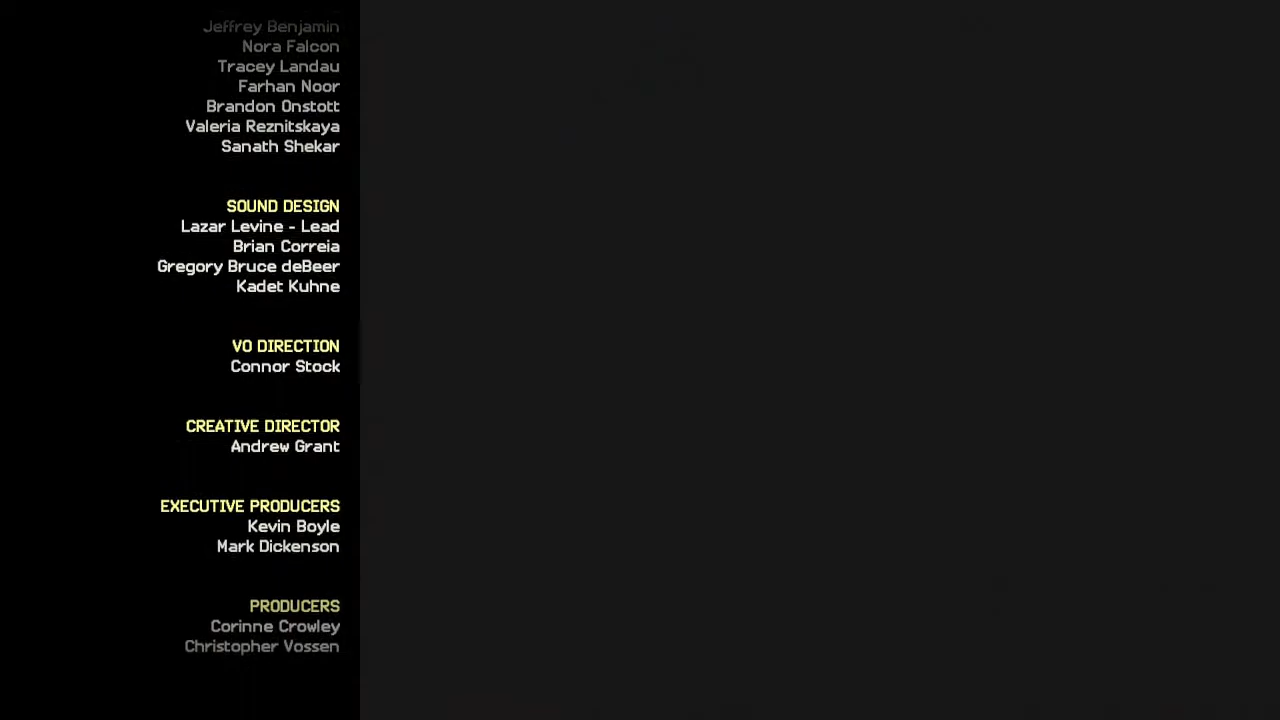 Jeffrey Benjamin
Nora Falcon
Tracey Landau
Farhan Noor
Brandon Onstott
Valeria Reznitskaya
Sanath Shekar
SOUND DESIGN
Lazar Levine - Lead
Brian Correia
Gregory Bruce deBeer
Kadet Kuhne
VO DIRECTION
Connor Stock
CREATIVE DIRECTOR
Andrew Grant
EXECUTIVE PRODUCERS
Kevin Boyle
Mark Dickenson
PRODUCERS
Corinne Crowley
Christopher Vossen